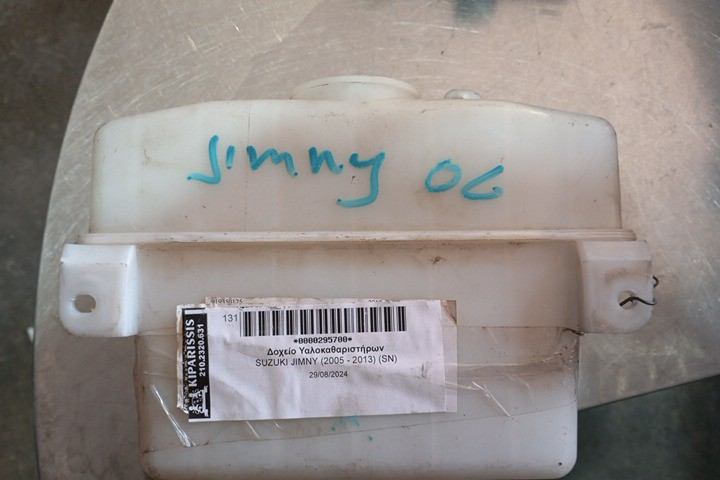 Jimny 06
131
*0000295700*
Δοχείο Υαλοκαθαριστήρων
SUZUKI JIMNY (2005 - 2013) (SN)
29/08/2024
KIPARISSIS
210.2320.631